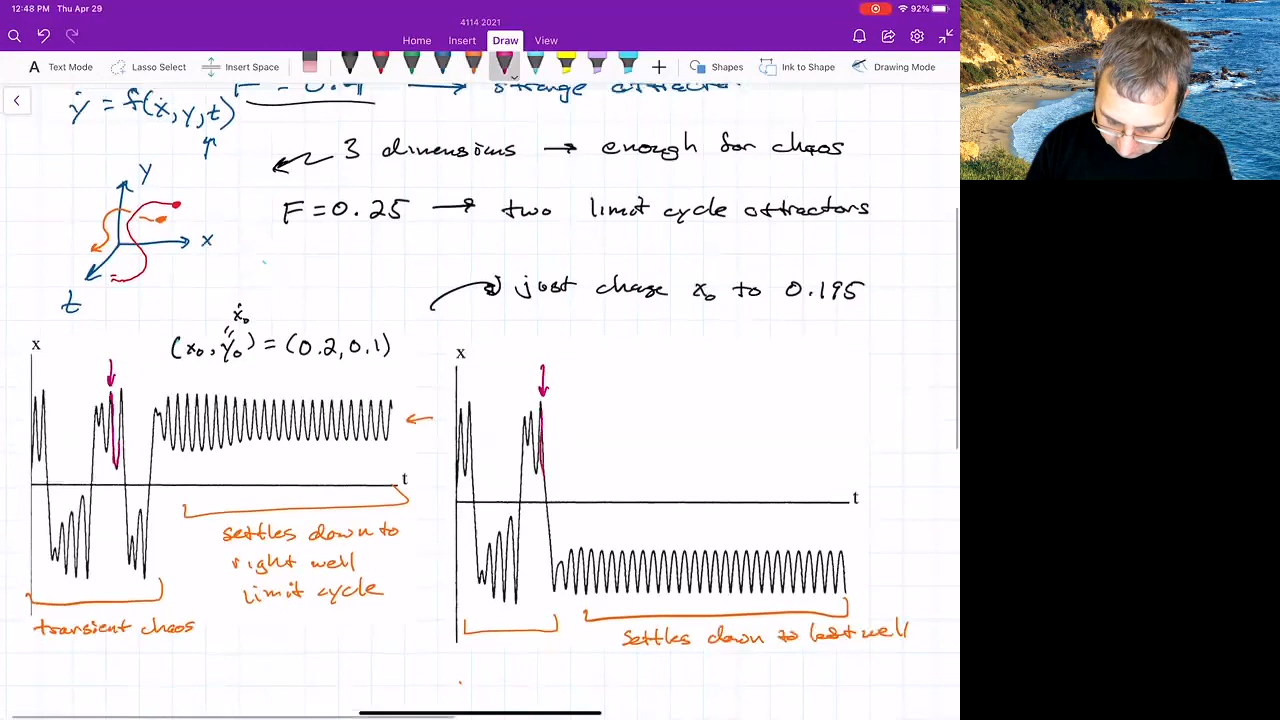 12:48 PM Thu Apr 29
92%
4114 2021
Home Insert Draw View
Text Mode Lasso Select Insert Space Shapes Ink to Shape Drawing Mode
ẏ = f(x,y,t)
3 dimensions → enough for chaos
y
x
t
F = 0.25 → two limit cycle attractors
just change x₀ to 0.195
ẋ₀
(x₀, y₀) = (0.2, 0.1)
x
t
settles down to
right well
limit cycle
transient chaos
x
t
settles down to left well